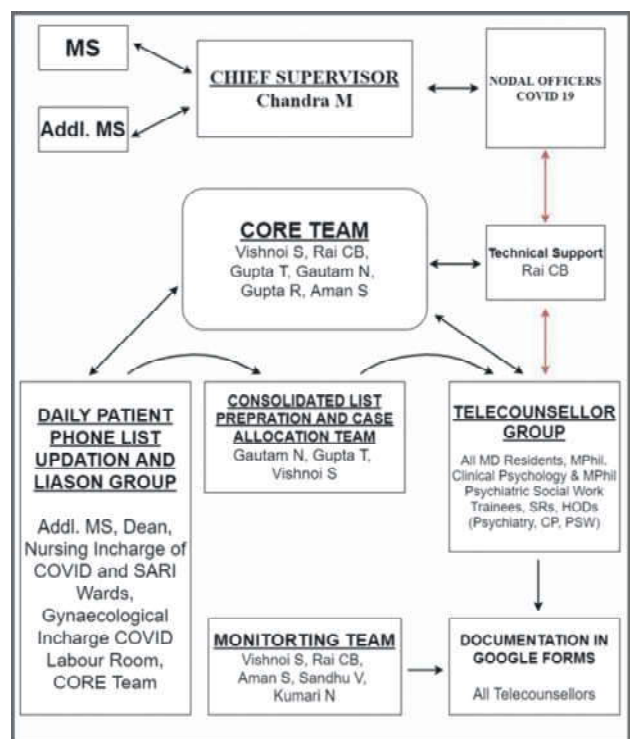 MS
Addl. MS
CHIEF SUPERVISOR
Chandra M
NODAL OFFICERS
COVID 19
CORE TEAM
Vishnoi S, Rai CB,
Gupta T, Gautam N,
Gupta R, Aman S
Technical Support
Rai CB
DAILY PATIENT
PHONE LIST
UPDATION AND
LIASON GROUP
Addl. MS, Dean,
Nursing Incharge of
COVID and SARI
Wards,
Gynaecological
Incharge COVID
Labour Room,
CORE Team
CONSOLIDATED LIST
PREPRATION AND CASE
ALLOCATION TEAM
Gautam N, Gupta T,
Vishnoi S
TELECOUNSELLOR
GROUP
All MD Residents, MPhil.
Clinical Psychology & MPhil
Psychiatric Social Work
Trainees, SRs, HODs
(Psychiatry, CP, PSW)
MONITORTING TEAM
Vishnoi S, Rai CB,
Aman S, Sandhu V,
Kumari N
DOCUMENTATION IN
GOOGLE FORMS
All Telecounsellors